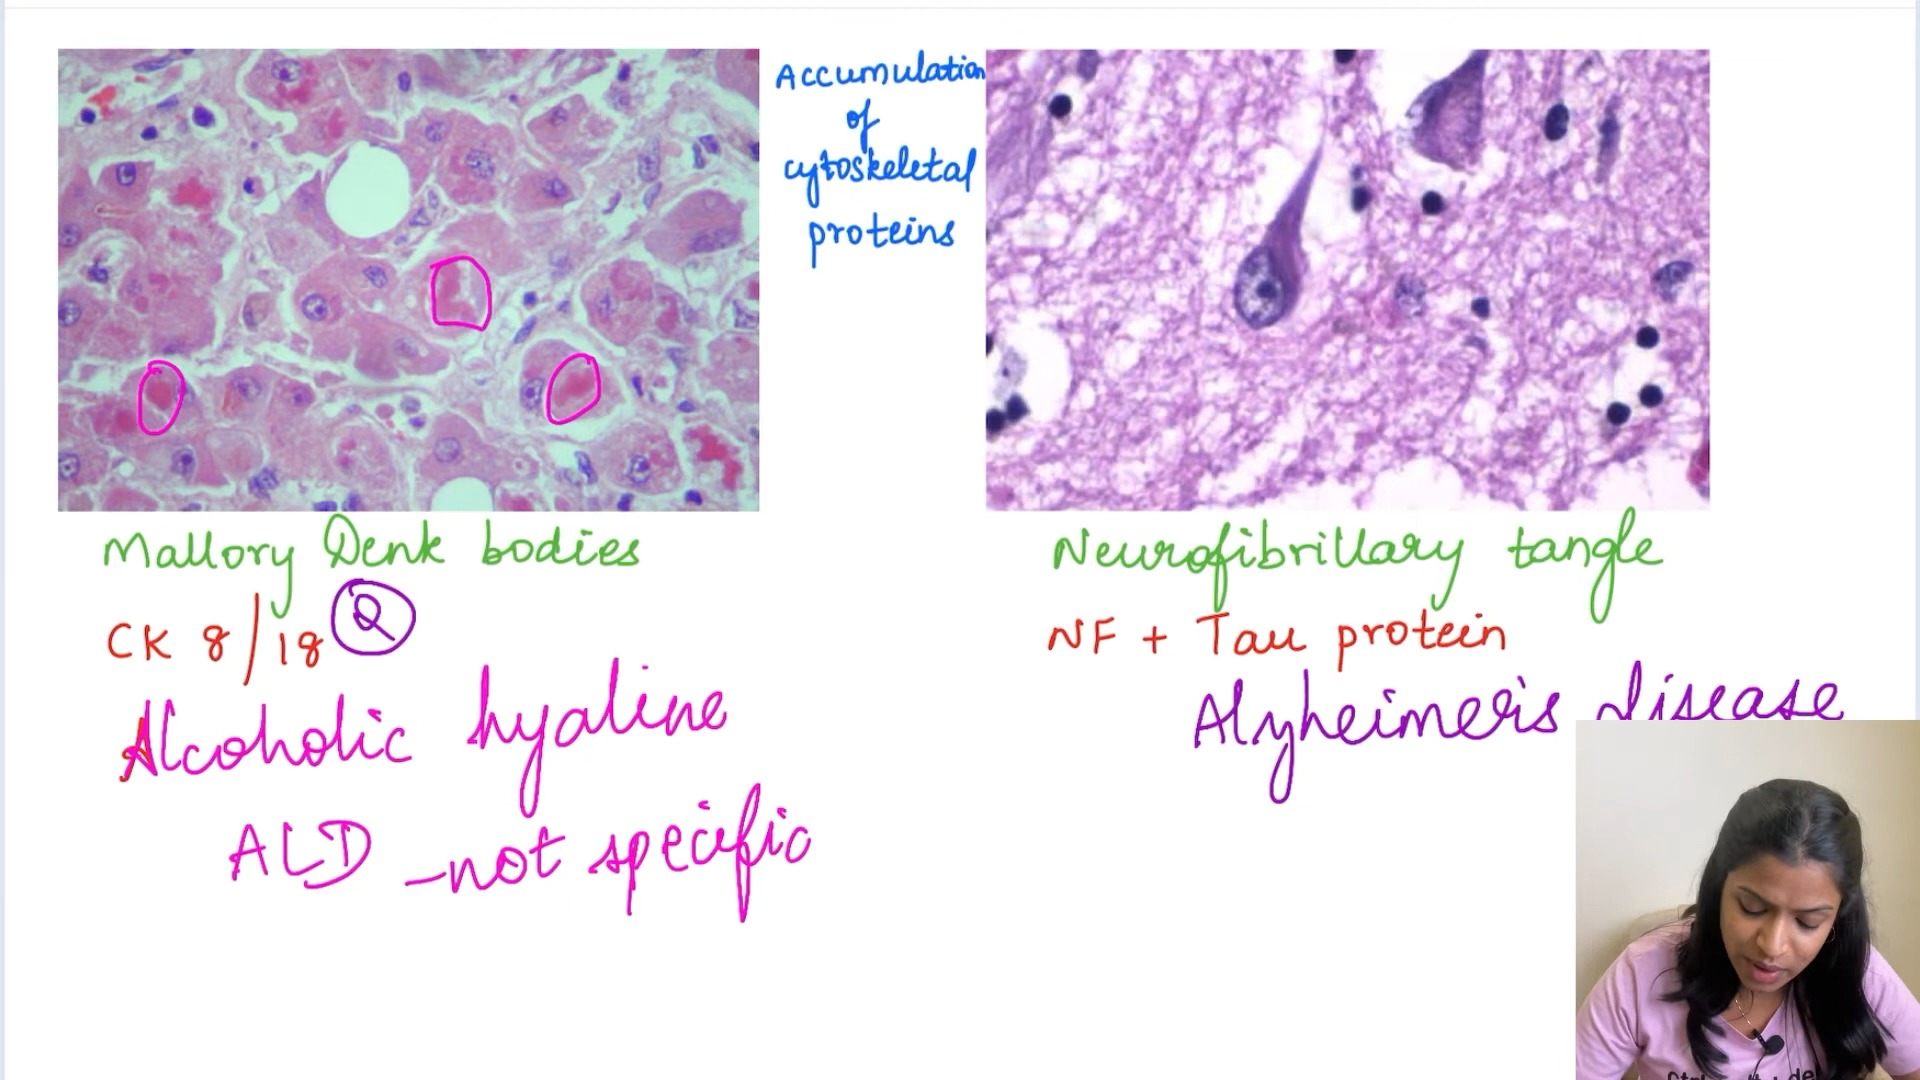 Accumulation
of
cytoskeletal
proteins
Mallory Denk bodies
CK 8/18 Q
Alcoholic hyaline
ALD - not specific
Neurofibrillary tangle
NF + Tau protein
Alzheimer's disease